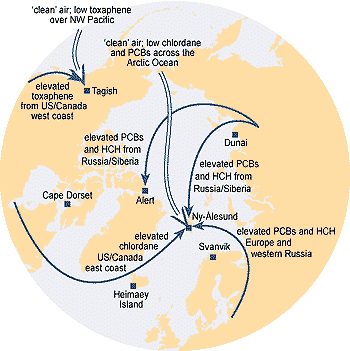 'clean' air; low toxaphene
over NW Pacific
'clean' air; low chlordane
and PCBs across the
Arctic Ocean
elevated
toxaphene
from US/Canada
west coast
Tagish
elevated PCBs
and HCH from
Russia/Siberia
Dunai
elevated PCBs
and HCH from
Russia/Siberia
Cape Dorset
Alert
Ny-Ålesund
elevated
chlordane
US/Canada
east coast
Svanvik
elevated PCBs and HCH
Europe and
western Russia
Heimaey
Island